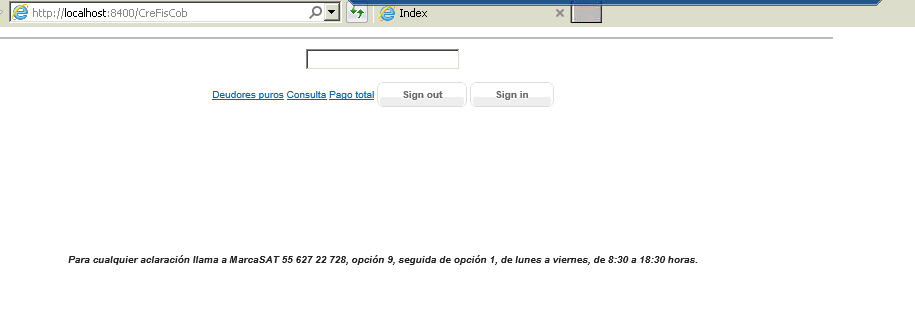 http://localhost:8400/CreFisCob
Index
Deudores puros Consulta Pago total Sign out Sign in
Para cualquier aclaración llama a MarcaSAT 55 627 22 728, opción 9, seguida de opción 1, de lunes a viernes, de 8:30 a 18:30 horas.